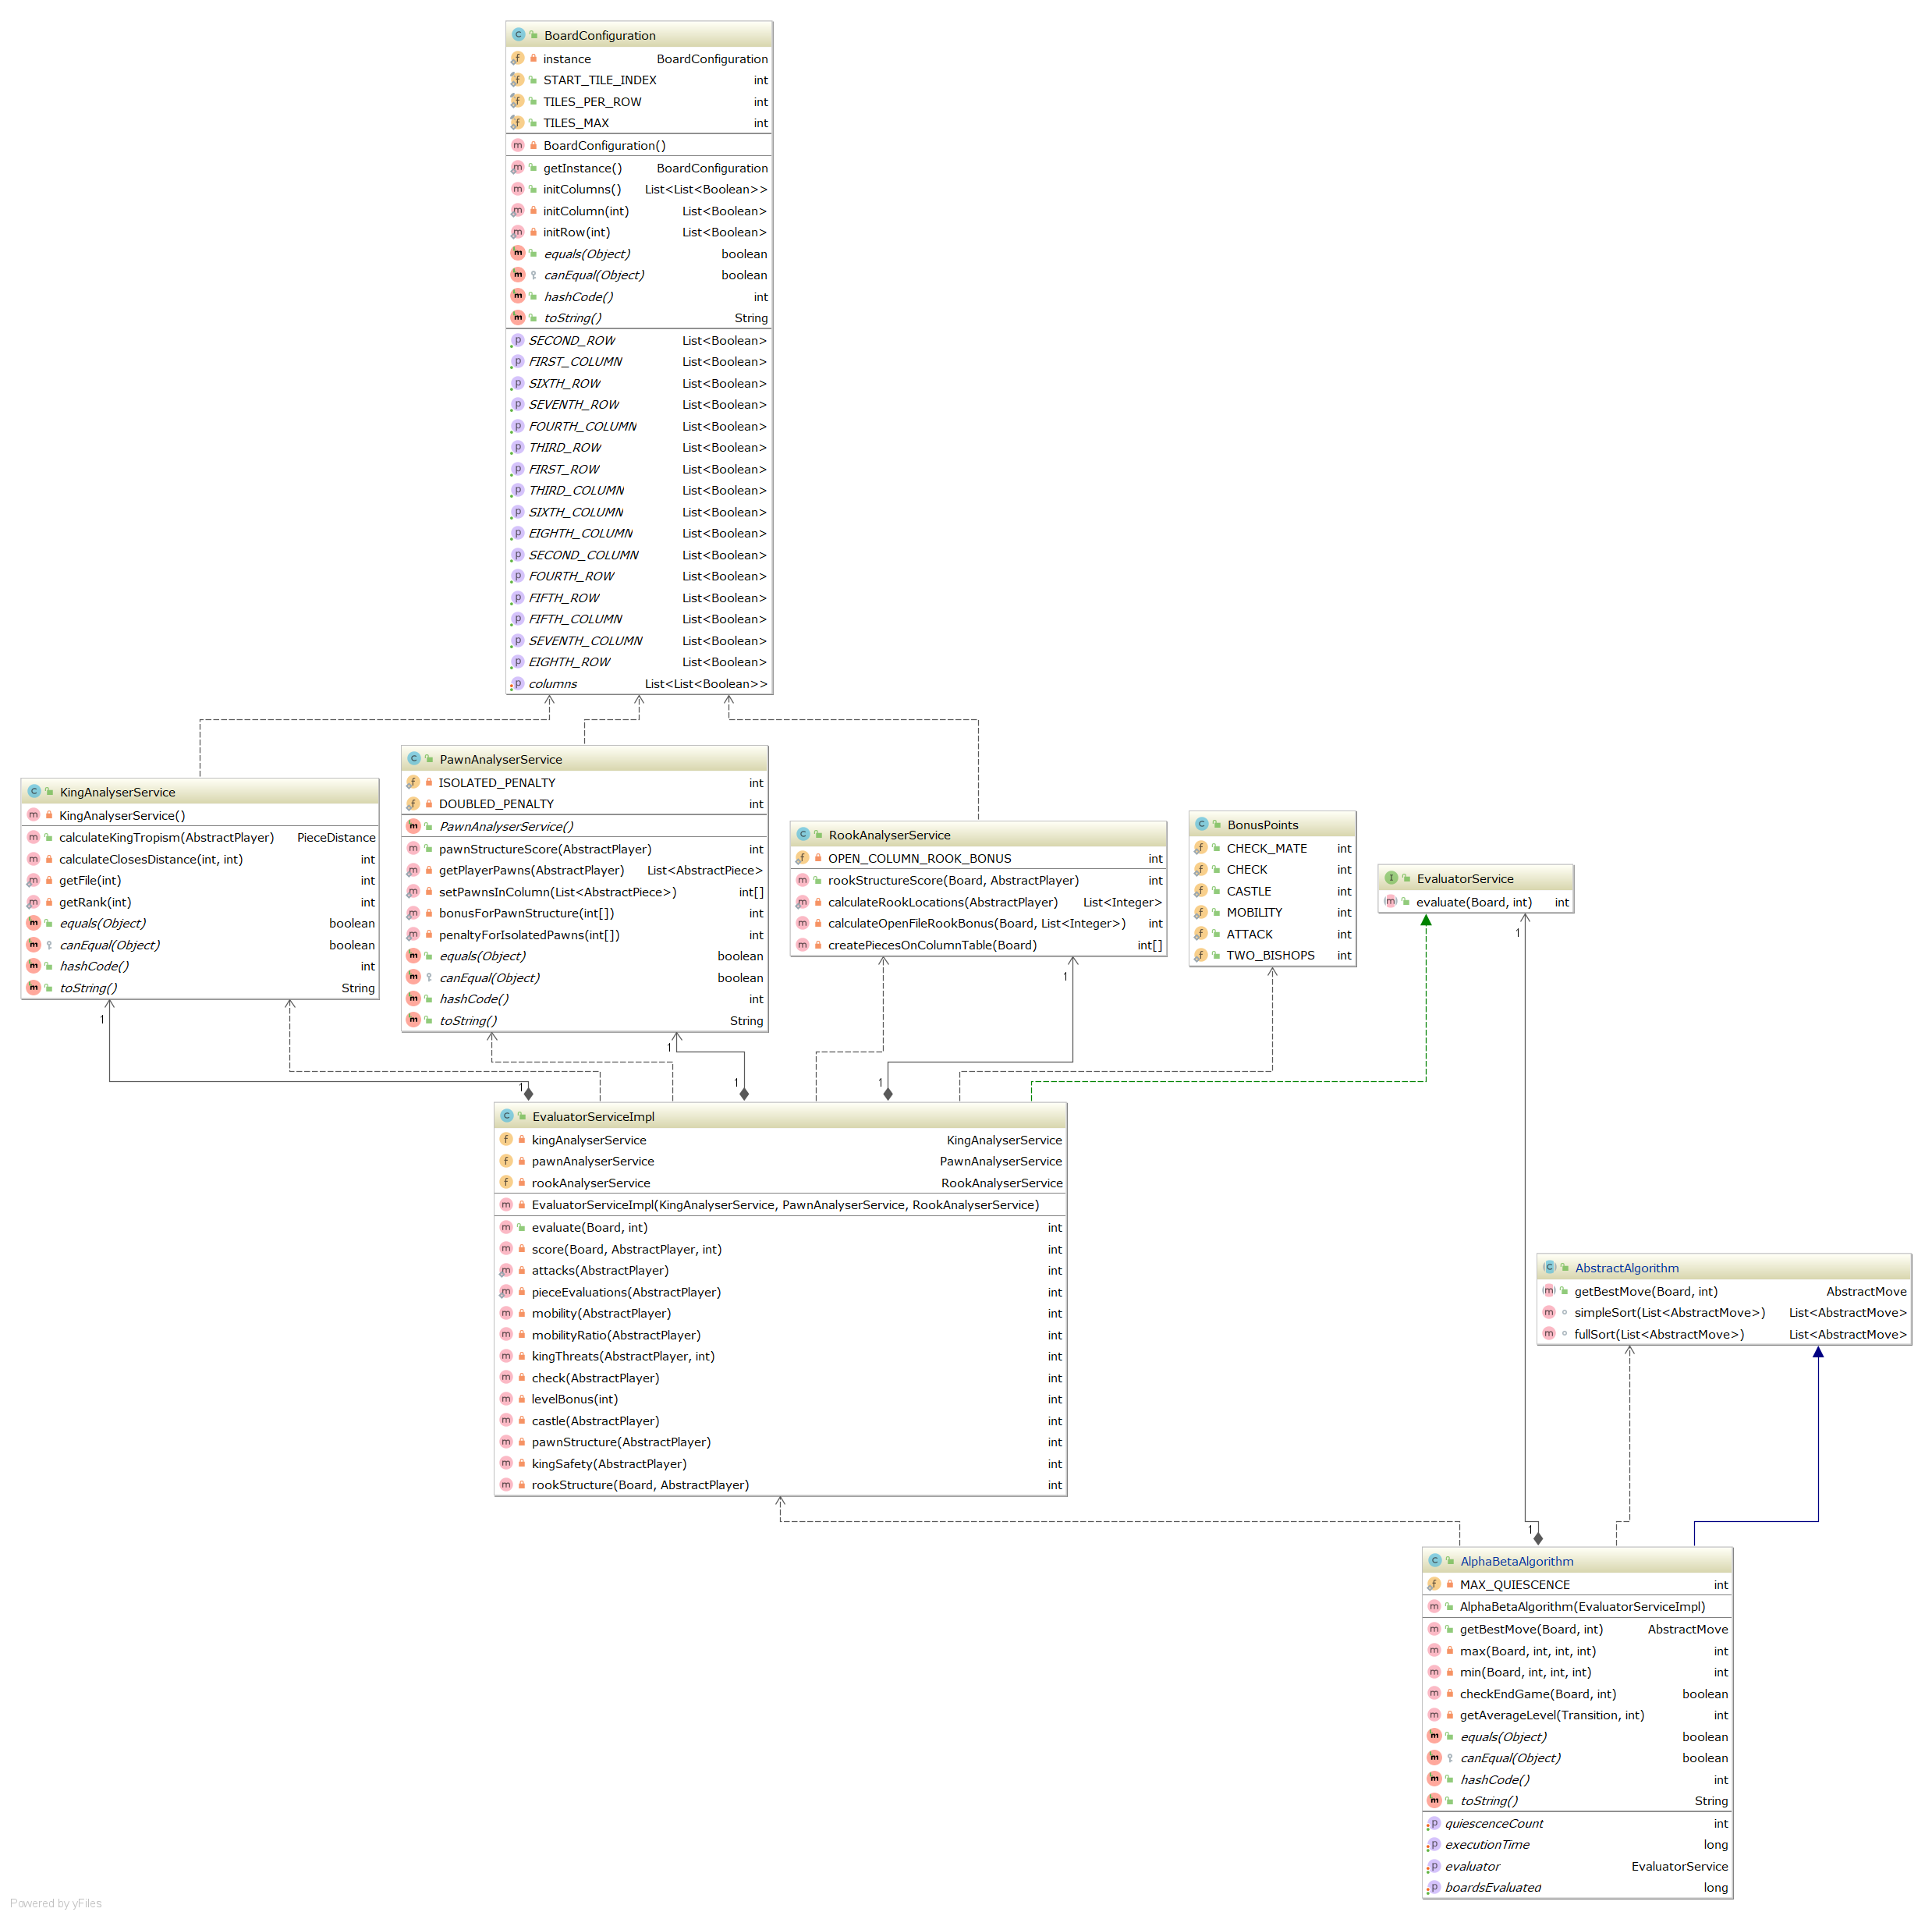 BoardConfiguration
instance BoardConfiguration
START_TILE_INDEX int
TILES_PER_ROW int
TILES_MAX int
BoardConfiguration()
getInstance() BoardConfiguration
initColumns() List<List<Boolean>>
initColumn(int) List<Boolean>
initRow(int) List<Boolean>
equals(Object) boolean
canEqual(Object) boolean
hashCode() int
toString() String
SECOND_ROW List<Boolean>
FIRST_COLUMN List<Boolean>
SIXTH_ROW List<Boolean>
SEVENTH_ROW List<Boolean>
FOURTH_COLUMN List<Boolean>
THIRD_ROW List<Boolean>
FIRST_ROW List<Boolean>
THIRD_COLUMN List<Boolean>
SIXTH_COLUMN List<Boolean>
EIGHTH_COLUMN List<Boolean>
SECOND_COLUMN List<Boolean>
FOURTH_ROW List<Boolean>
FIFTH_ROW List<Boolean>
FIFTH_COLUMN List<Boolean>
SEVENTH_COLUMN List<Boolean>
EIGHTH_ROW List<Boolean>
columns List<List<Boolean>>
KingAnalyserService
KingAnalyserService()
calculateKingTropism(AbstractPlayer) PieceDistance
calculateClosesDistance(int, int) int
getFile(int) int
getRank(int) int
equals(Object) boolean
canEqual(Object) boolean
hashCode() int
toString() String
PawnAnalyserService
ISOLATED_PENALTY int
DOUBLED_PENALTY int
PawnAnalyserService()
pawnStructureScore(AbstractPlayer) int
getPlayerPawns(AbstractPlayer) List<AbstractPiece>
setPawnsInColumn(List<AbstractPiece>) int[]
bonusForPawnStructure(int[]) int
penaltyForIsolatedPawns(int[]) int
equals(Object) boolean
canEqual(Object) boolean
hashCode() int
toString() String
RookAnalyserService
OPEN_COLUMN_ROOK_BONUS int
rookStructureScore(Board, AbstractPlayer) int
calculateRookLocations(AbstractPlayer) List<Integer>
calculateOpenFileRookBonus(Board, List<Integer>) int
createPiecesOnColumnTable(Board) int[]
BonusPoints
CHECK_MATE int
CHECK int
CASTLE int
MOBILITY int
ATTACK int
TWO_BISHOPS int
EvaluatorService
evaluate(Board, int) int
1
1
1
1
1
1
1
EvaluatorServiceImpl
kingAnalyserService KingAnalyserService
pawnAnalyserService PawnAnalyserService
rookAnalyserService RookAnalyserService
EvaluatorServiceImpl(KingAnalyserService, PawnAnalyserService, RookAnalyserService)
evaluate(Board, int) int
score(Board, AbstractPlayer, int) int
attacks(AbstractPlayer) int
pieceEvaluations(AbstractPlayer) int
mobility(AbstractPlayer) int
mobilityRatio(AbstractPlayer) int
kingThreats(AbstractPlayer, int) int
check(AbstractPlayer) int
levelBonus(int) int
castle(AbstractPlayer) int
pawnStructure(AbstractPlayer) int
kingSafety(AbstractPlayer) int
rookStructure(Board, AbstractPlayer) int
AbstractAlgorithm
getBestMove(Board, int) AbstractMove
simpleSort(List<AbstractMove>) List<AbstractMove>
fullSort(List<AbstractMove>) List<AbstractMove>
1
AlphaBetaAlgorithm
MAX_QUIESCENCE int
AlphaBetaAlgorithm(EvaluatorServiceImpl)
getBestMove(Board, int) AbstractMove
max(Board, int, int, int) int
min(Board, int, int, int) int
checkEndGame(Board, int) boolean
getAverageLevel(Transition, int) int
equals(Object) boolean
canEqual(Object) boolean
hashCode() int
toString() String
quiescenceCount int
executionTime long
evaluator EvaluatorService
boardsEvaluated long
Powered by yFiles